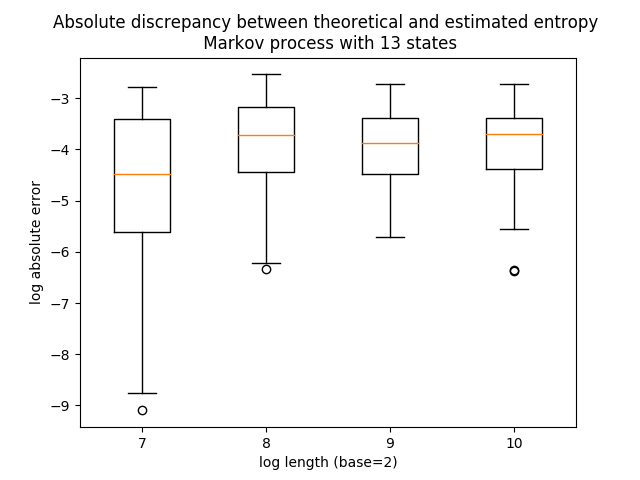 Absolute discrepancy between theoretical and estimated entropy
Markov process with 13 states
−3
−4
−5
−6
−7
−8
−9
log absolute error
7 8 9 10
log length (base=2)